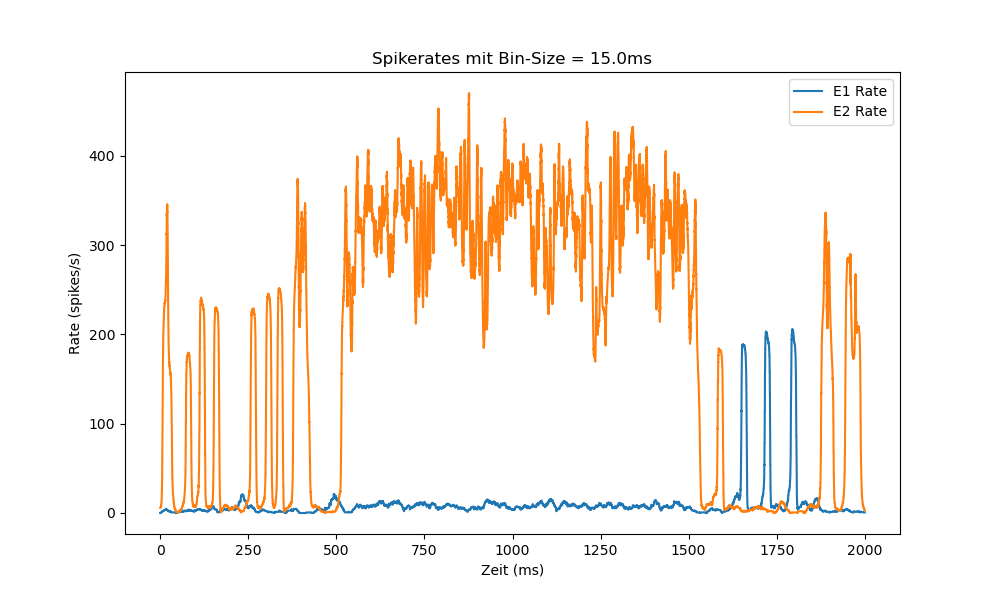 Spikerates mit Bin-Size = 15.0ms
E1 Rate
E2 Rate
Rate (spikes/s)
400
300
200
100
0
0 250 500 750 1000 1250 1500 1750 2000
Zeit (ms)